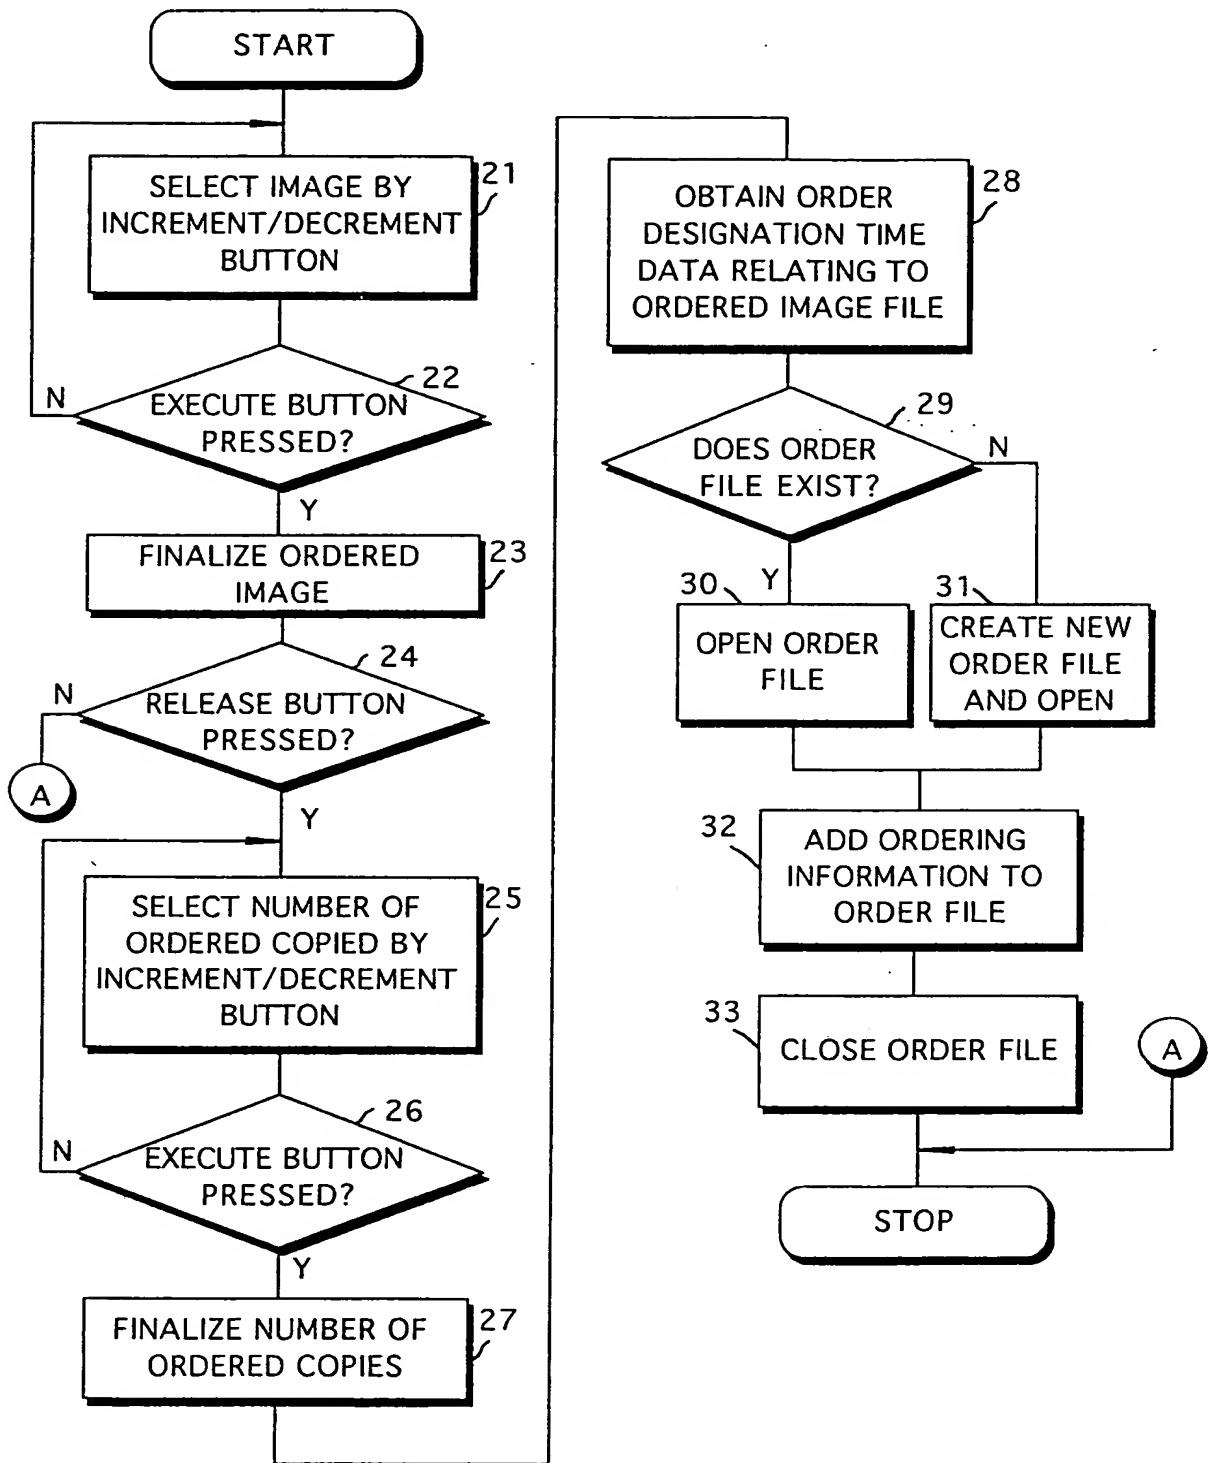 START
SELECT IMAGE BY
INCREMENT/DECREMENT
BUTTON
21
22
N
EXECUTE BUTTON
PRESSED?
Y
FINALIZE ORDERED
IMAGE
23
24
N
RELEASE BUTTON
PRESSED?
A
Y
SELECT NUMBER OF
ORDERED COPIED BY
INCREMENT/DECREMENT
BUTTON
25
26
N
EXECUTE BUTTON
PRESSED?
Y
FINALIZE NUMBER OF
ORDERED COPIES
27
OBTAIN ORDER
DESIGNATION TIME
DATA RELATING TO
ORDERED IMAGE FILE
28
29
DOES ORDER
FILE EXIST?
N
Y
30
OPEN ORDER
FILE
31
CREATE NEW
ORDER FILE
AND OPEN
32
ADD ORDERING
INFORMATION TO
ORDER FILE
33
CLOSE ORDER FILE
A
STOP